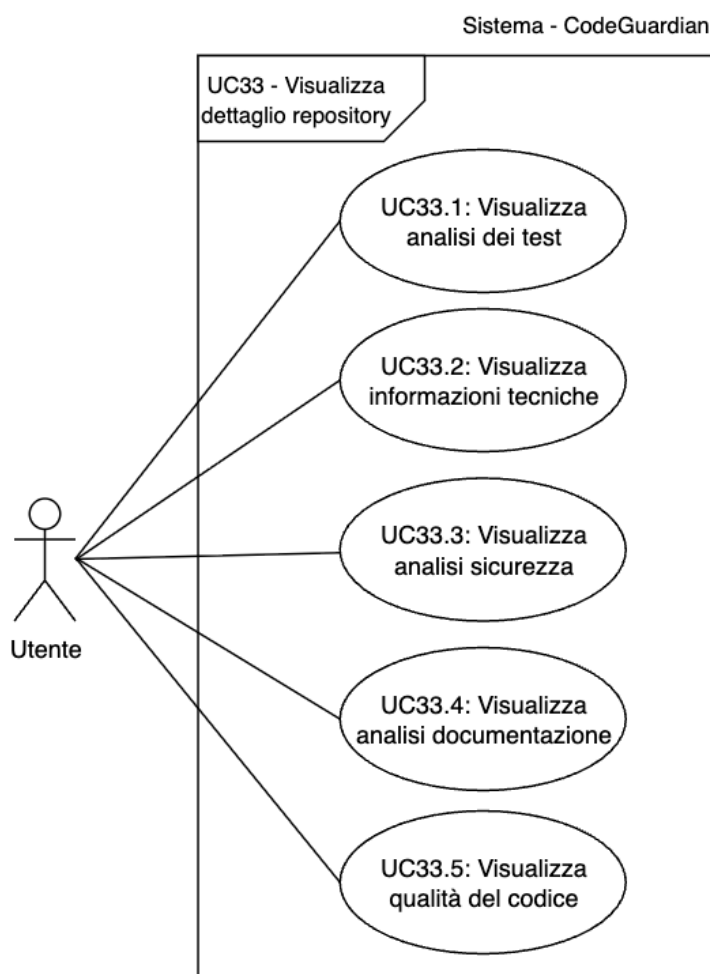 Sistema - CodeGuardian
UC33 - Visualizza
dettaglio repository
UC33.1: Visualizza
analisi dei test
UC33.2: Visualizza
informazioni tecniche
UC33.3: Visualizza
analisi sicurezza
Utente
UC33.4: Visualizza
analisi documentazione
UC33.5: Visualizza
qualità del codice